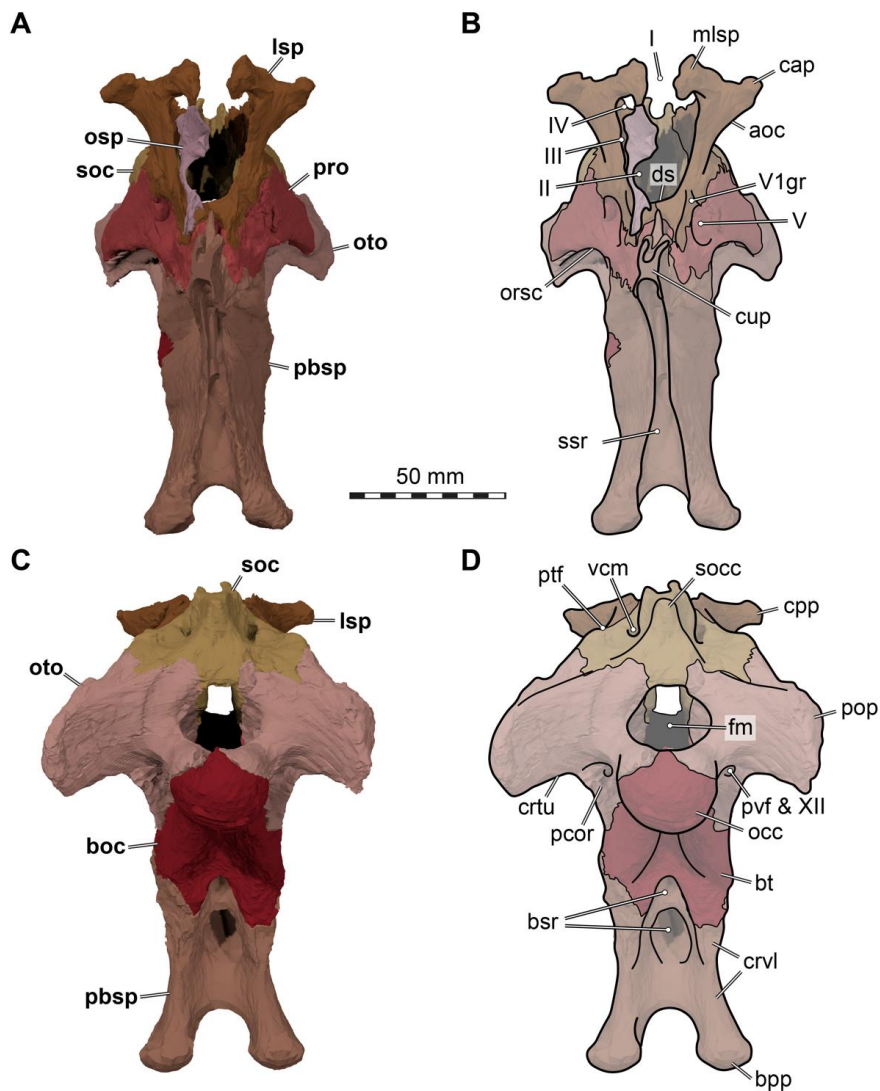 A
lsp
osp
soc
pro
oto
pbsp
B
I
mlsp
cap
IV
aoc
III
II
ds
V1gr
V
orsc
cup
ssr
50 mm
C
soc
lsp
oto
boc
pbsp
D
ptf
vcm
socc
cpp
pop
fm
crtu
pcor
pvf & XII
occ
bt
bsr
crvl
bpp